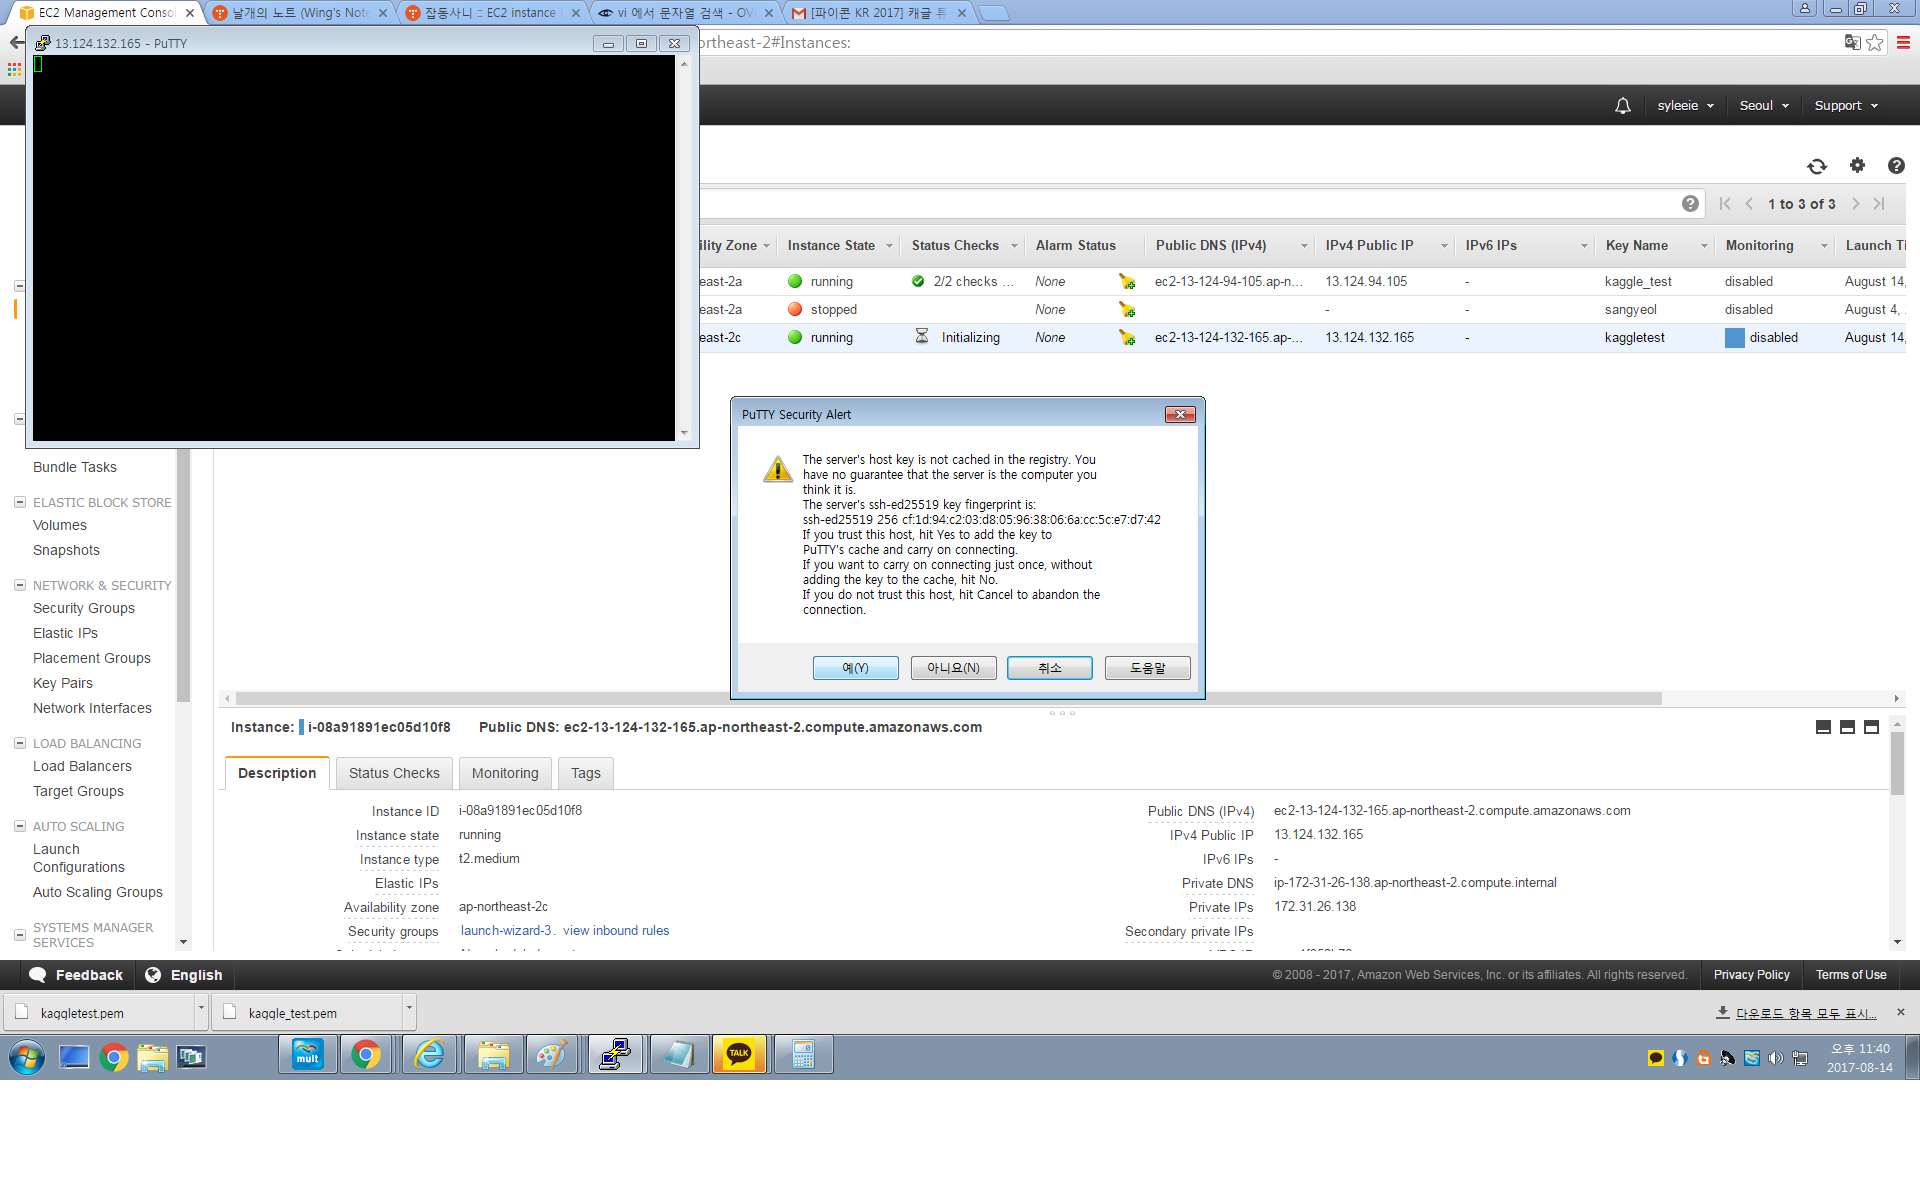 EC2 Management Consol
날개의 노트 (Wing's Note
잡동사니 :: EC2 instance
vi 에서 문자열 검색 - OV
[파이콘 KR 2017] 캐글 튜
13.124.132.165 - PuTTY
rtheast-2#Instances:
syleeie
Seoul
Support
1 to 3 of 3
ility Zone
Instance State
Status Checks
Alarm Status
Public DNS (IPv4)
IPv4 Public IP
IPv6 IPs
Key Name
Monitoring
Launch Ti
east-2a
running
2/2 checks ...
None
ec2-13-124-94-105.ap-n...
13.124.94.105
-
kaggle_test
disabled
August 14,
east-2a
stopped
None
-
-
sangyeol
disabled
August 4,
east-2c
running
Initializing
None
ec2-13-124-132-165.ap-...
13.124.132.165
-
kaggletest
disabled
August 14,
PuTTY Security Alert
The server's host key is not cached in the registry. You
have no guarantee that the server is the computer you
think it is.
The server's ssh-ed25519 key fingerprint is:
ssh-ed25519 256 cf:1d:94:c2:03:d8:05:96:38:06:6a:cc:5c:e7:d7:42
If you trust this host, hit Yes to add the key to
PuTTY's cache and carry on connecting.
If you want to carry on connecting just once, without
adding the key to the cache, hit No.
If you do not trust this host, hit Cancel to abandon the
connection.
예(Y)
아니요(N)
취소
도움말
Bundle Tasks
ELASTIC BLOCK STORE
Volumes
Snapshots
NETWORK & SECURITY
Security Groups
Elastic IPs
Placement Groups
Key Pairs
Network Interfaces
LOAD BALANCING
Load Balancers
Target Groups
AUTO SCALING
Launch
Configurations
Auto Scaling Groups
SYSTEMS MANAGER
SERVICES
Instance: i-08a91891ec05d10f8
Public DNS: ec2-13-124-132-165.ap-northeast-2.compute.amazonaws.com
Description
Status Checks
Monitoring
Tags
Instance ID
i-08a91891ec05d10f8
Public DNS (IPv4)
ec2-13-124-132-165.ap-northeast-2.compute.amazonaws.com
Instance state
running
IPv4 Public IP
13.124.132.165
Instance type
t2.medium
IPv6 IPs
-
Elastic IPs
Private DNS
ip-172-31-26-138.ap-northeast-2.compute.internal
Availability zone
ap-northeast-2c
Private IPs
172.31.26.138
Security groups
launch-wizard-3. view inbound rules
Secondary private IPs
Feedback
English
© 2008 - 2017, Amazon Web Services, Inc. or its affiliates. All rights reserved.
Privacy Policy
Terms of Use
kaggletest.pem
kaggle_test.pem
다운로드 항목 모두 표시...
mult
TALK
오후 11:40
2017-08-14